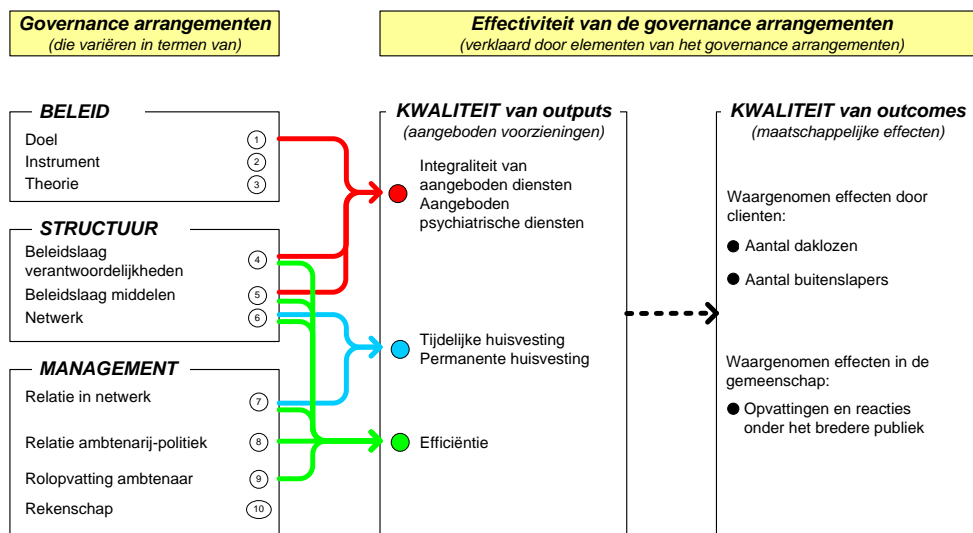 Governance arrangementen
(die variëren in termen van)
Effectiviteit van de governance arrangementen
(verklaard door elementen van het governance arrangementen)
BELEID
Doel 1
Instrument 2
Theorie 3
STRUCTUUR
Beleidslaag
verantwoordelijkheden 4
Beleidslaag middelen 5
Netwerk 6
MANAGEMENT
Relatie in netwerk 7
Relatie ambtenarij-politiek 8
Rolopvatting ambtenaar 9
Rekenschap 10
KWALITEIT van outputs
(aangeboden voorzieningen)
Integraliteit van
aangeboden diensten
Aangeboden
psychiatrische diensten
Tijdelijke huisvesting
Permanente huisvesting
Efficiëntie
KWALITEIT van outcomes
(maatschappelijke effecten)
Waargenomen effecten door
clienten:
Aantal daklozen
Aantal buitenslapers
Waargenomen effecten in de
gemeenschap:
Opvattingen en reacties
onder het bredere publiek